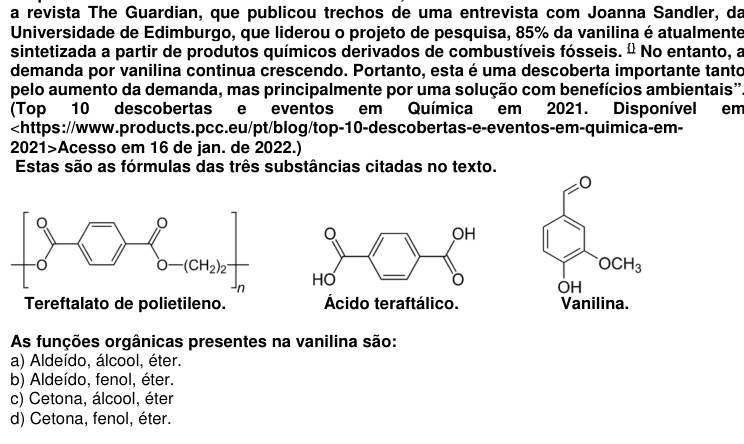 a revista The Guardian, que publicou trechos de uma entrevista com Joanna Sandler, da
Universidade de Edimburgo, que liderou o projeto de pesquisa, 85% da vanilina é atualmente
sintetizada a partir de produtos químicos derivados de combustíveis fósseis. {} No entanto, a
demanda por vanilina continua crescendo. Portanto, esta é uma descoberta importante tanto
pelo aumento da demanda, mas principalmente por uma solução com benefícios ambientais”.
(Top 10 descobertas e eventos em Química em 2021. Disponível em
<https://www.products.pcc.eu/pt/blog/top-10-descobertas-e-eventos-em-quimica-em-
2021>Acesso em 16 de jan. de 2022.)
Estas são as fórmulas das três substâncias citadas no texto.
O O O O—(CH₂)₂ n
O OH HO O
O OCH₃ OH
Tereftalato de polietileno. Ácido teraftálico. Vanilina.
As funções orgânicas presentes na vanilina são:
a) Aldeído, álcool, éter.
b) Aldeído, fenol, éter.
c) Cetona, álcool, éter
d) Cetona, fenol, éter.